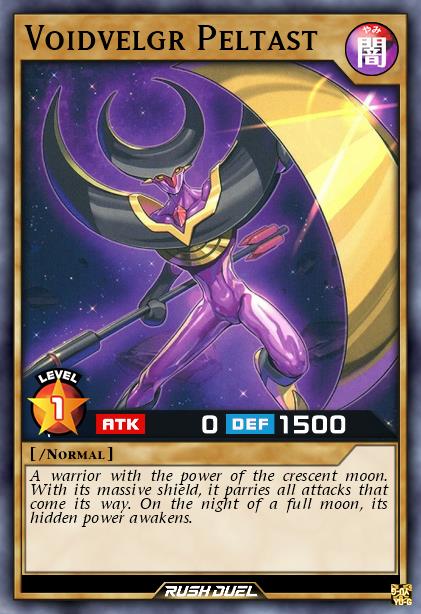 Voidvelgr Peltast
やみ
闇
LEVEL
1
ATK 0 DEF 1500
[ /Normal ]
A warrior with the power of the crescent moon.
With its massive shield, it parries all attacks that
come its way. On the night of a full moon, its
hidden power awakens.
RUSH DUEL